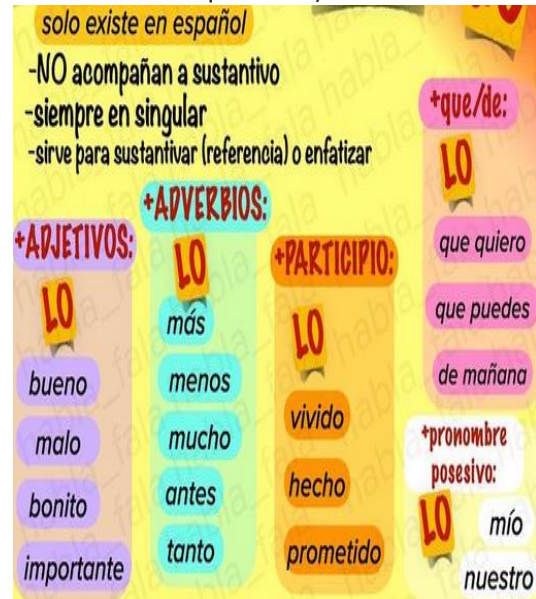 solo existe en español
-NO acompañan a sustantivo
-siempre en singular
-sirve para sustantivar (referencia) o enfatizar
+ADJETIVOS:
LO
bueno
malo
bonito
importante
+ADVERBIOS:
LO
más
menos
mucho
antes
tanto
+PARTICIPIO:
LO
vivido
hecho
prometido
+que/de:
LO
que quiero
que puedes
de mañana
+pronombre
posesivo:
LO mío
nuestro